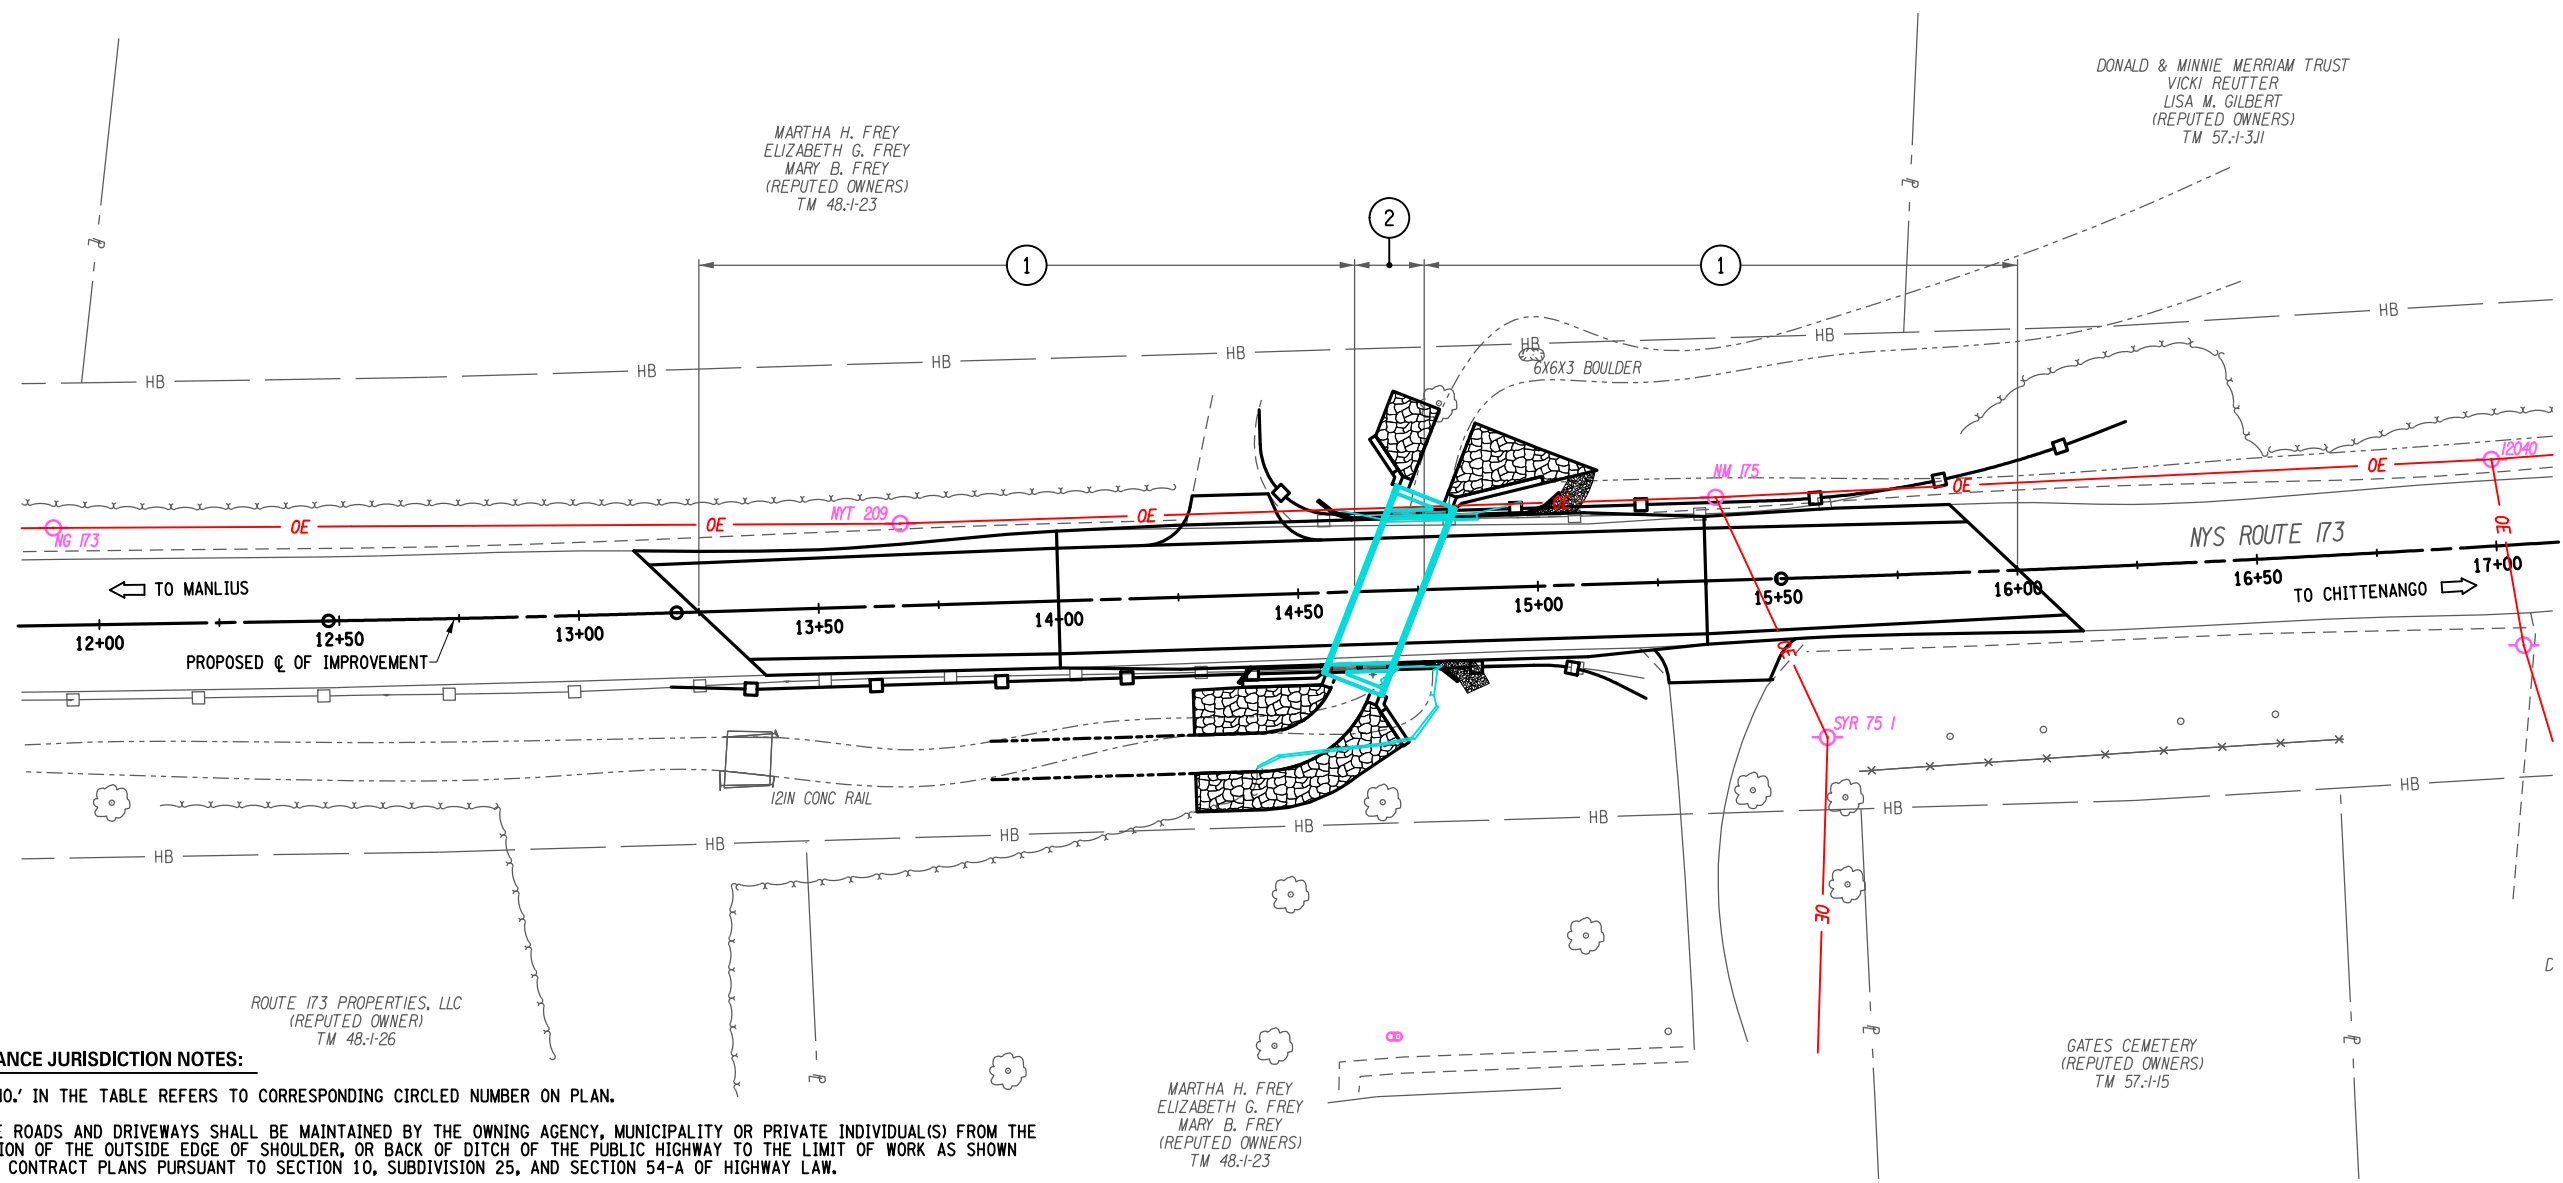 DONALD & MINNIE MERRIAM TRUST
VICKI REUTTER
LISA M. GILBERT
(REPUTED OWNERS)
TM 57.-1-3.11
MARTHA H. FREY
ELIZABETH G. FREY
MARY B. FREY
(REPUTED OWNERS)
TM 48.-1-23
P
P
2
1
1
HB
HB
HB
HB
HB
HB
HB
6X6X3 BOULDER
NG 173
OE
OE
NYT 209
OE
OE
NM 175
OE
OE
12040
OE
NYS ROUTE 173
TO MANLIUS
TO CHITTENANGO
12+00
12+50
13+00
13+50
14+00
14+50
15+00
15+50
16+00
16+50
17+00
PROPOSED ℄ OF IMPROVEMENT
OE
SYR 75 1
OE
12IN CONC RAIL
HB
HB
HB
HB
HB
HB
HB
P
P
P
ROUTE 173 PROPERTIES, LLC
(REPUTED OWNER)
TM 48.-1-26
MARTHA H. FREY
ELIZABETH G. FREY
MARY B. FREY
(REPUTED OWNERS)
TM 48.-1-23
GATES CEMETERY
(REPUTED OWNERS)
TM 57.-1-15
ANCE JURISDICTION NOTES:
NO.' IN THE TABLE REFERS TO CORRESPONDING CIRCLED NUMBER ON PLAN.
E ROADS AND DRIVEWAYS SHALL BE MAINTAINED BY THE OWNING AGENCY, MUNICIPALITY OR PRIVATE INDIVIDUAL(S) FROM THE
ION OF THE OUTSIDE EDGE OF SHOULDER, OR BACK OF DITCH OF THE PUBLIC HIGHWAY TO THE LIMIT OF WORK AS SHOWN
CONTRACT PLANS PURSUANT TO SECTION 10, SUBDIVISION 25, AND SECTION 54-A OF HIGHWAY LAW.